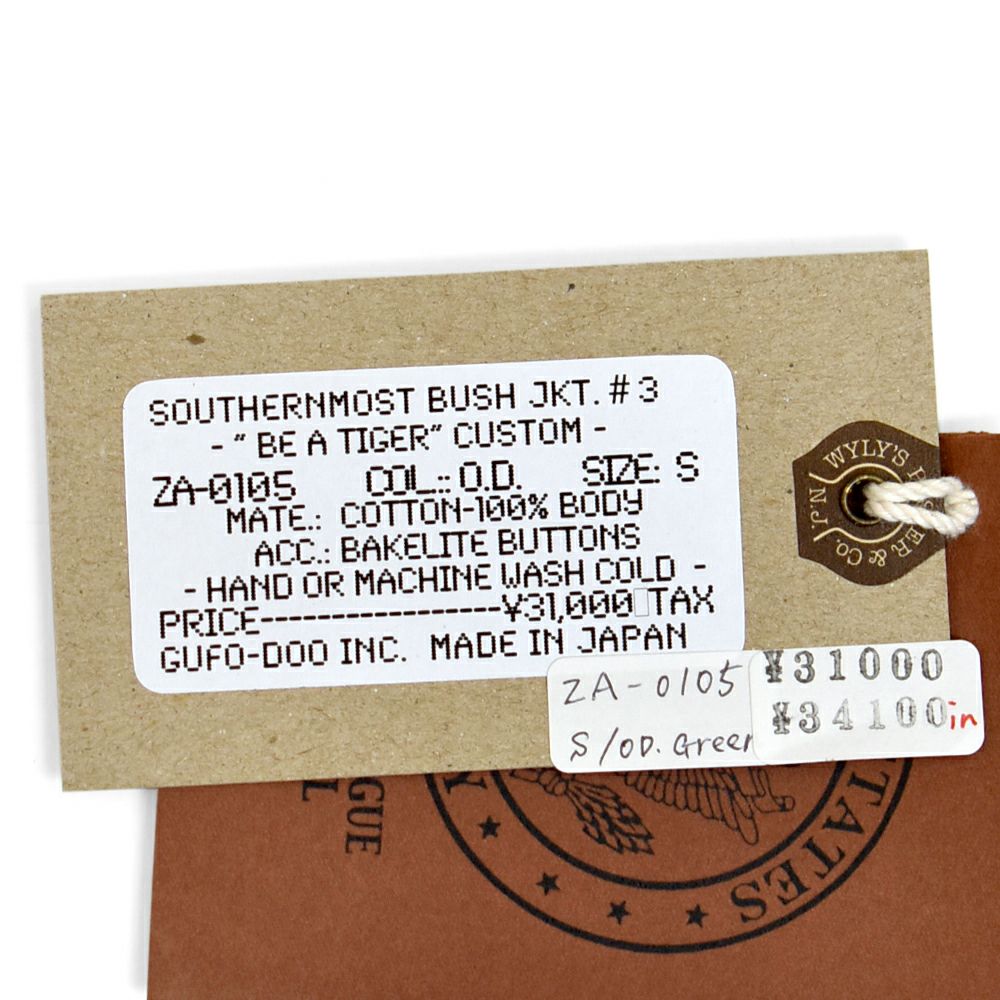 SOUTHERNMOST BUSH JKT. #3
- "BE A TIGER" CUSTOM -
ZA-0105 COL.: O.D. SIZE: S
MATE.: COTTON-100% BODY
ACC.: BAKELITE BUTTONS
- HAND OR MACHINE WASH COLD -
PRICE-----------------¥31,000 TAX
GUFO-DOO INC. MADE IN JAPAN
WYLY'S
& Co.
N.J.
ZA-0105
S/OD. Green
¥31000
¥34100in